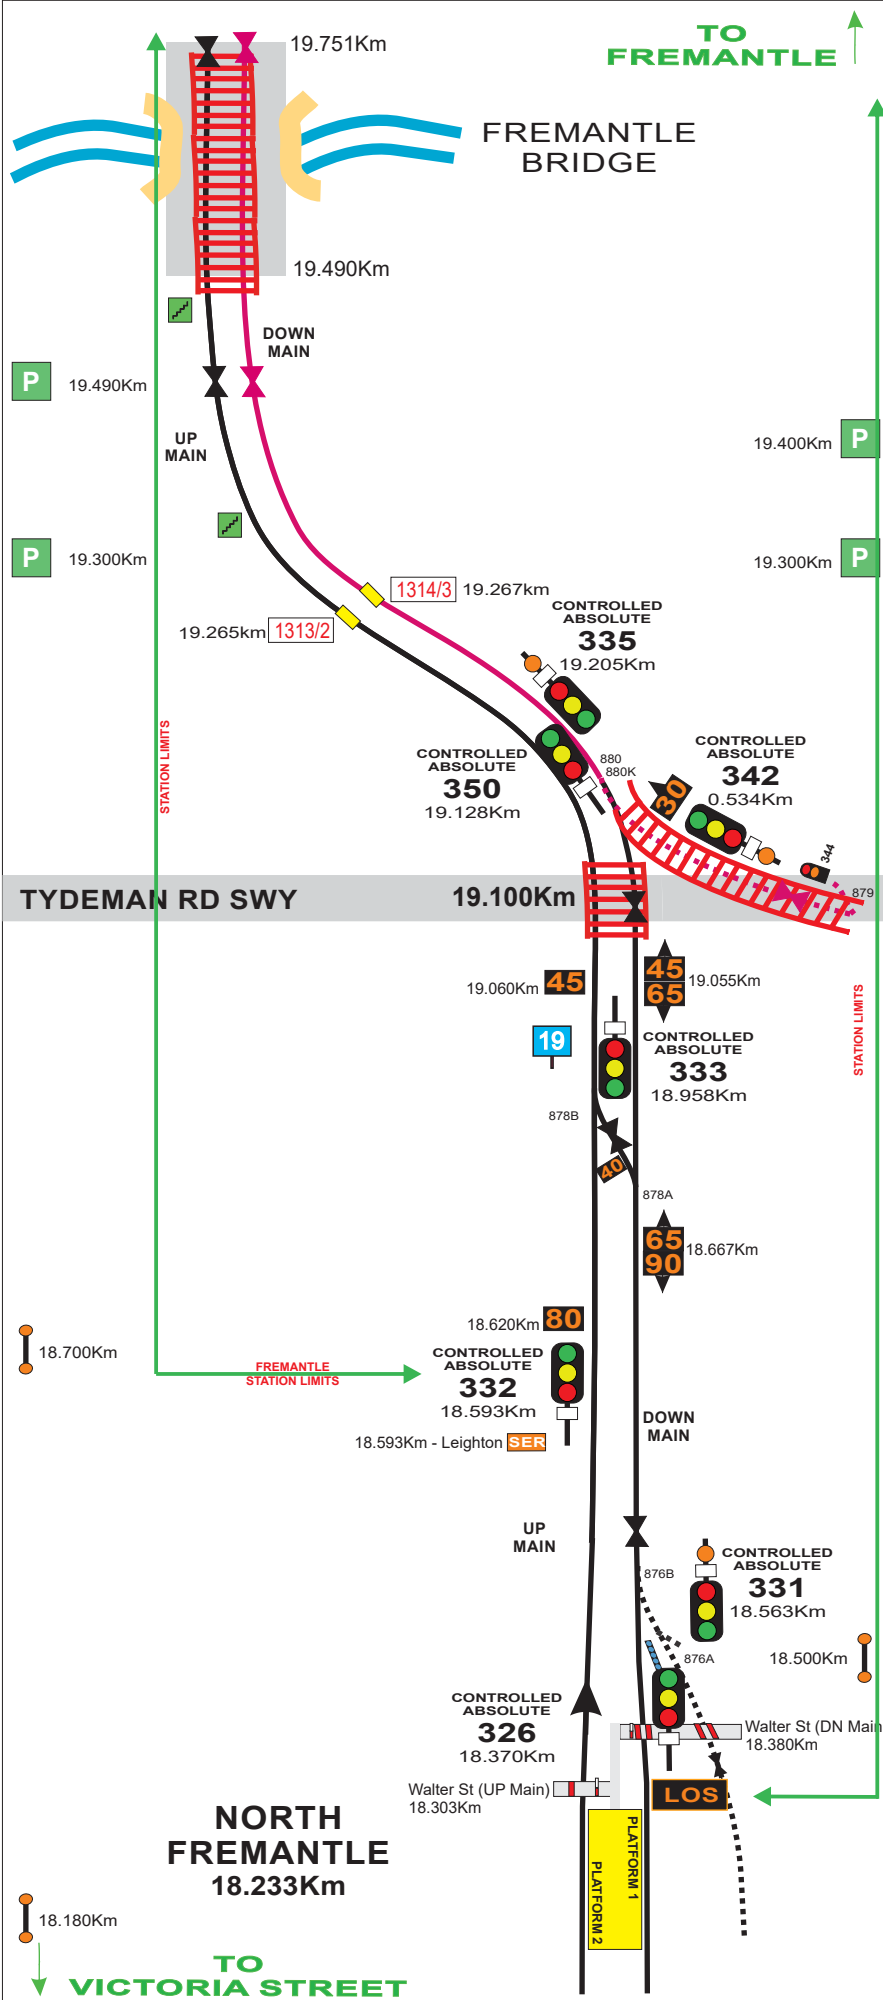 19.751Km
TO
FREMANTLE
FREMANTLE
BRIDGE
19.490Km
DOWN
MAIN
P
19.490Km
UP
MAIN
19.400Km
P
P
19.300Km
19.300Km
P
1314/3
19.267km
19.265km
1313/2
CONTROLLED
ABSOLUTE
335
19.205Km
STATION LIMITS
CONTROLLED
ABSOLUTE
350
19.128Km
880
880K
CONTROLLED
ABSOLUTE
342
0.534Km
30
344
879
TYDEMAN RD SWY
19.100Km
19.060Km
45
45
65
19.055Km
STATION LIMITS
19
CONTROLLED
ABSOLUTE
333
18.958Km
878B
40
878A
65
90
18.667Km
18.620Km
80
18.700Km
FREMANTLE
STATION LIMITS
CONTROLLED
ABSOLUTE
332
18.593Km
18.593Km - Leighton
SER
DOWN
MAIN
UP
MAIN
876B
CONTROLLED
ABSOLUTE
331
18.563Km
876A
18.500Km
CONTROLLED
ABSOLUTE
326
18.370Km
Walter St (DN Main
18.380Km
Walter St (UP Main)
18.303Km
LOS
NORTH
FREMANTLE
18.233Km
PLATFORM 1
PLATFORM 2
18.180Km
TO
VICTORIA STREET